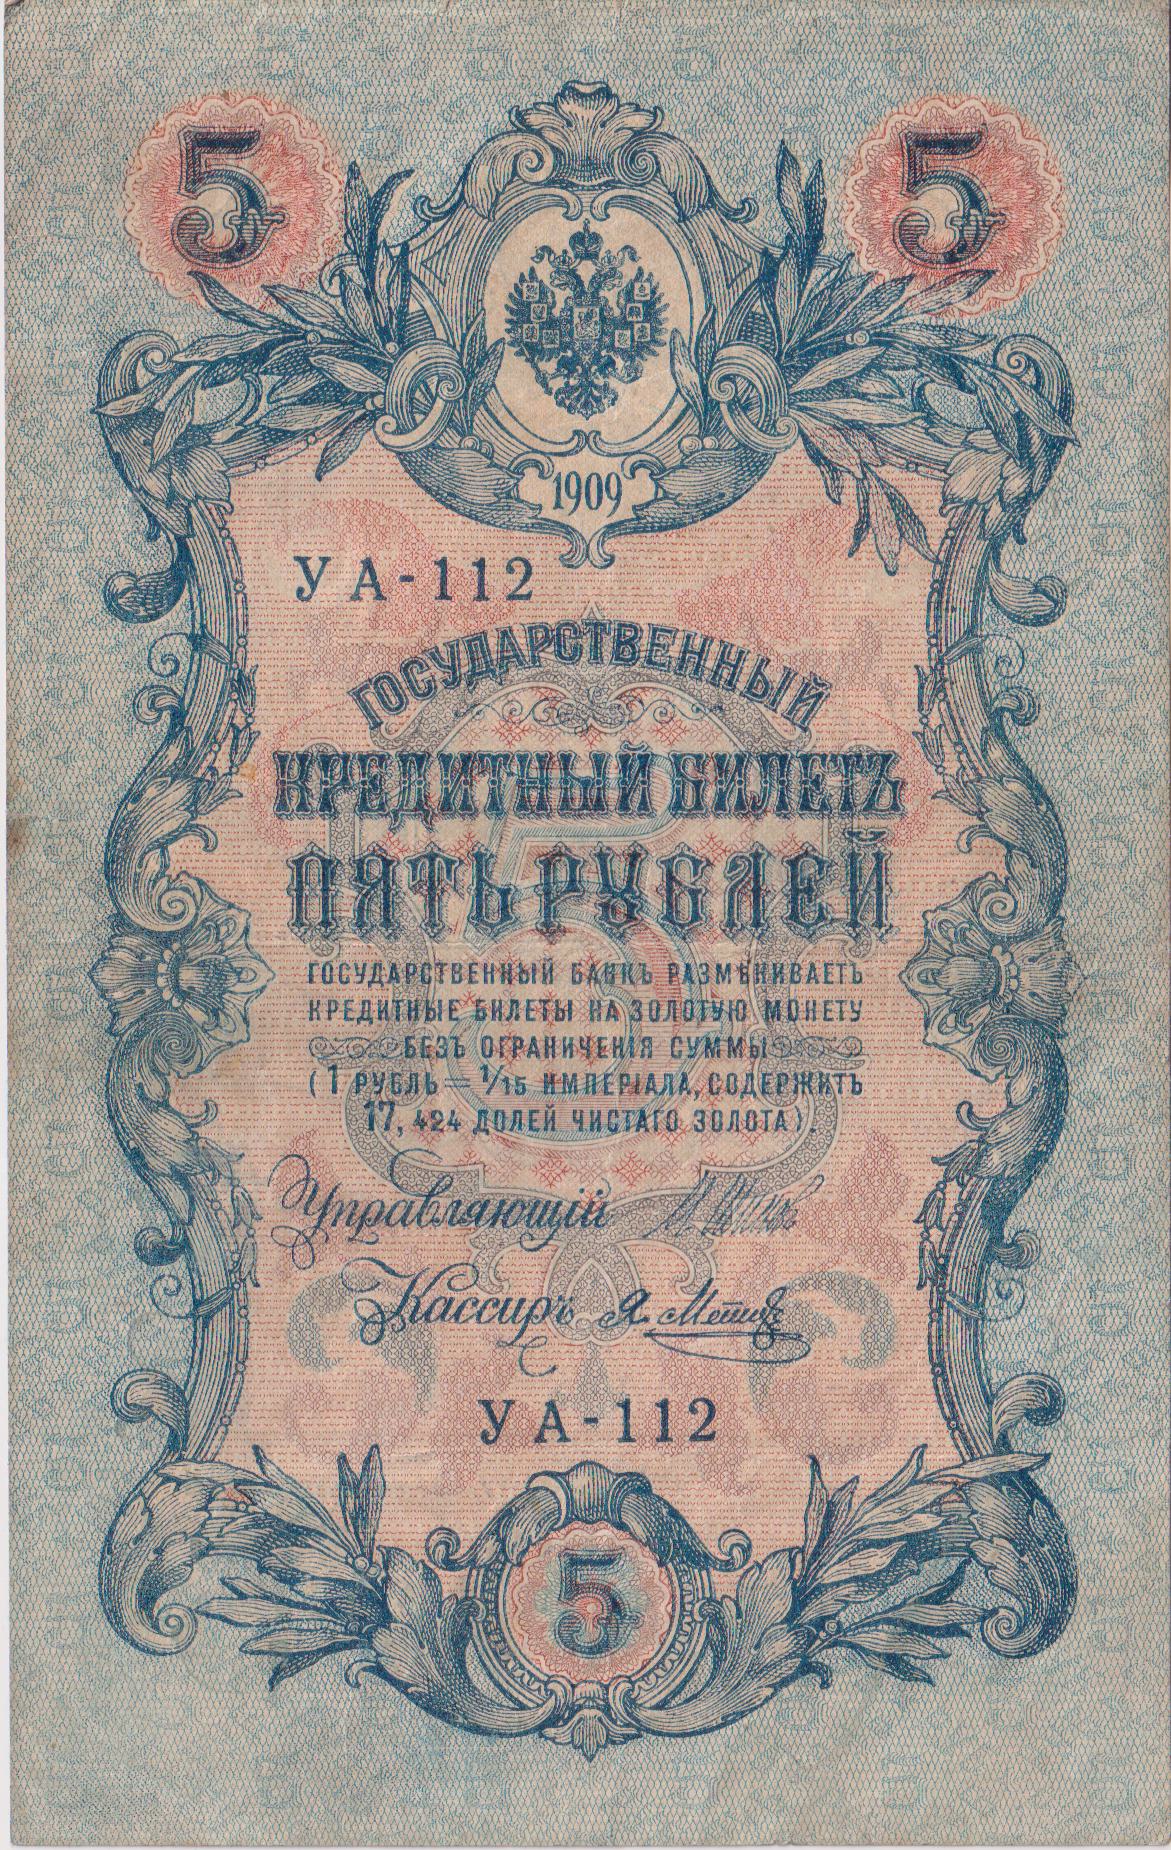 5 5
1909
УА-112
ГОСУДАРСТВЕННЫЙ
КРЕДИТНЫЙ БИЛЕТЪ
ПЯТЬ РУБЛЕЙ
ГОСУДАРСТВЕННЫЙ БАНКЪ РАЗМѢНИВАЕТЪ
КРЕДИТНЫЕ БИЛЕТЫ НА ЗОЛОТУЮ МОНЕТУ
БЕЗЪ ОГРАНИЧЕНІЯ СУММЫ
(1 РУБЛЬ = 1/15 ИМПЕРІАЛА, СОДЕРЖИТЪ
17,424 ДОЛЕЙ ЧИСТАГО ЗОЛОТА).
Управляющій
Кассиръ
УА-112
5